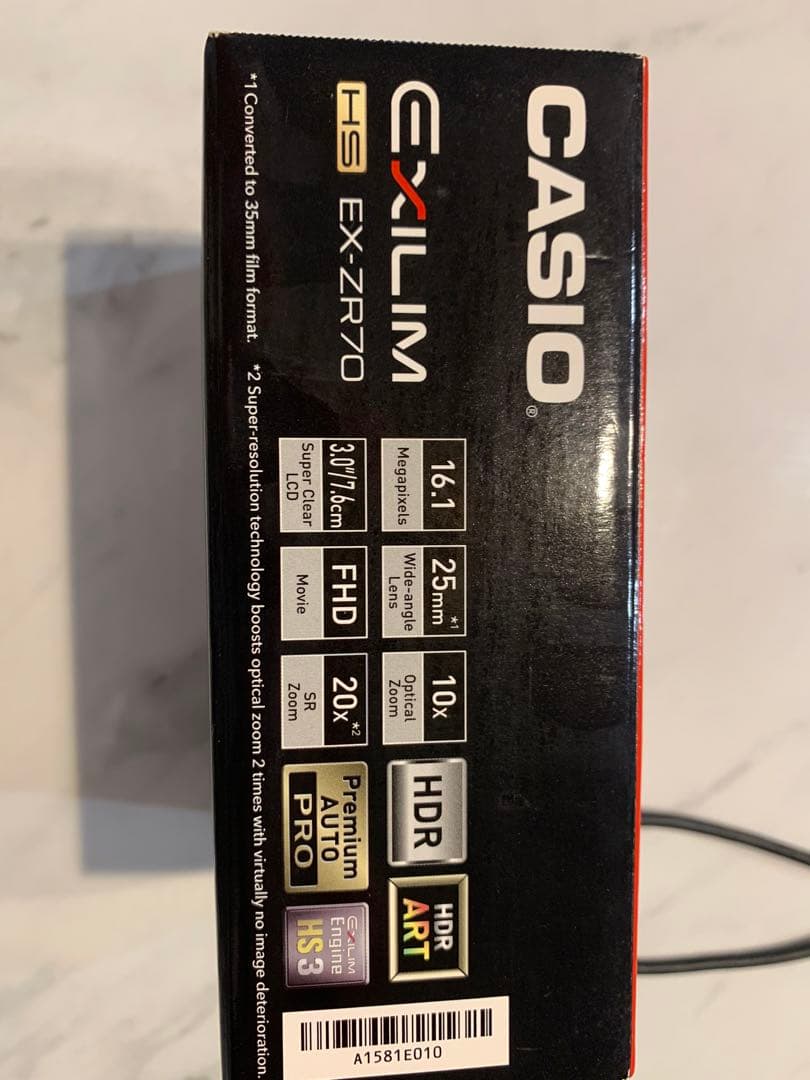 CASIO®
EXILIM
HS EX-ZR70
16.1
Megapixels
25mm*1
Wide-angle
Lens
10x
Optical
Zoom
HDR
HDR
ART
3.0"/7.6cm
Super Clear
LCD
FHD
Movie
20x*2
SR
Zoom
Premium
AUTO
PRO
EXILIM
Engine
HS 3
A1581E010
*1 Converted to 35mm film format. *2 Super-resolution technology boosts optical zoom 2 times with virtually no image deterioration.